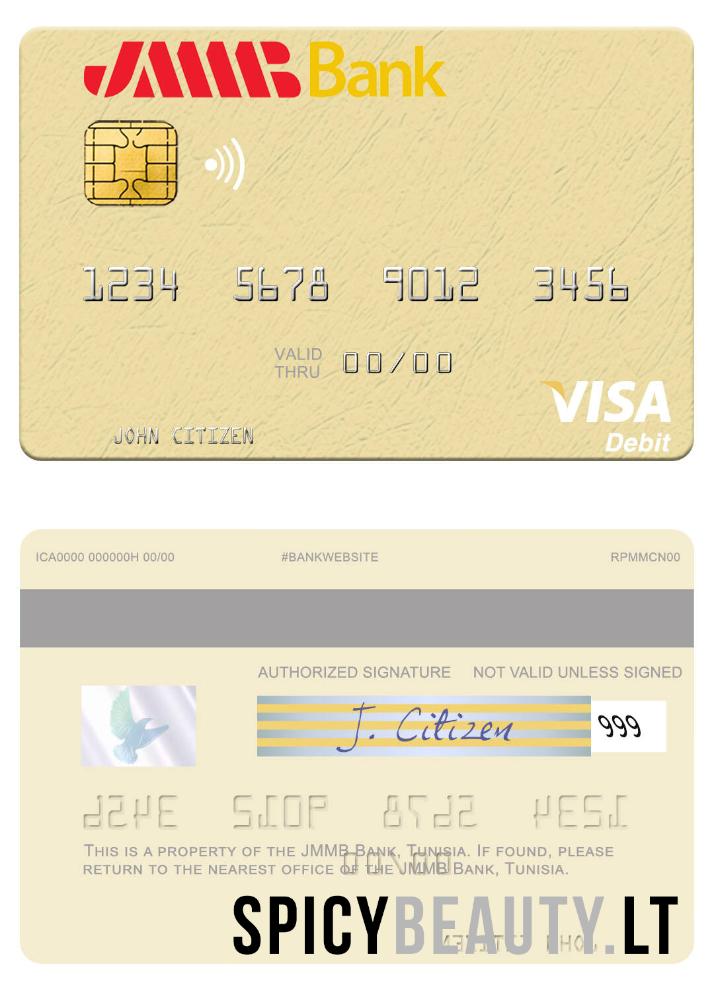 JMMB Bank
1234 5678 9012 3456
VALID THRU 00/00
VISA
Debit
JOHN CITIZEN
ICA0000 000000H 00/00 #BANKWEBSITE RPMMCN00
AUTHORIZED SIGNATURE NOT VALID UNLESS SIGNED
J. Citizen 999
THIS IS A PROPERTY OF THE JMMB BANK, TUNISIA. IF FOUND, PLEASE
RETURN TO THE NEAREST OFFICE OF THE JMMB BANK, TUNISIA.
SPICYBEAUTY.LT